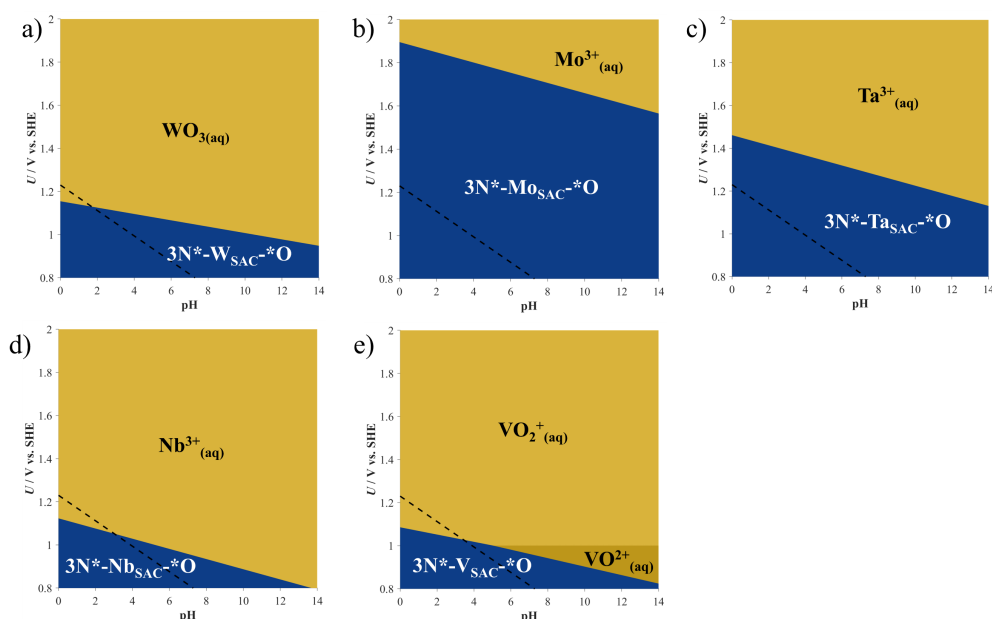 a)
U / V vs. SHE
2
1.8
1.6
1.4
1.2
1
0.8
WO₃₍ₐq₎
3N*-W_SAC-*O
0 2 4 6 8 10 12 14
pH
b)
U / V vs. SHE
2
1.8
1.6
1.4
1.2
1
0.8
Mo³⁺(aq)
3N*-Mo_SAC-*O
0 2 4 6 8 10 12 14
pH
c)
U / V vs. SHE
2
1.8
1.6
1.4
1.2
1
0.8
Ta³⁺(aq)
3N*-Ta_SAC-*O
0 2 4 6 8 10 12 14
pH
d)
U / V vs. SHE
2
1.8
1.6
1.4
1.2
1
0.8
Nb³⁺(aq)
3N*-Nb_SAC-*O
0 2 4 6 8 10 12 14
pH
e)
U / V vs. SHE
2
1.8
1.6
1.4
1.2
1
0.8
VO₂⁺(aq)
3N*-V_SAC-*O
VO²⁺(aq)
0 2 4 6 8 10 12 14
pH